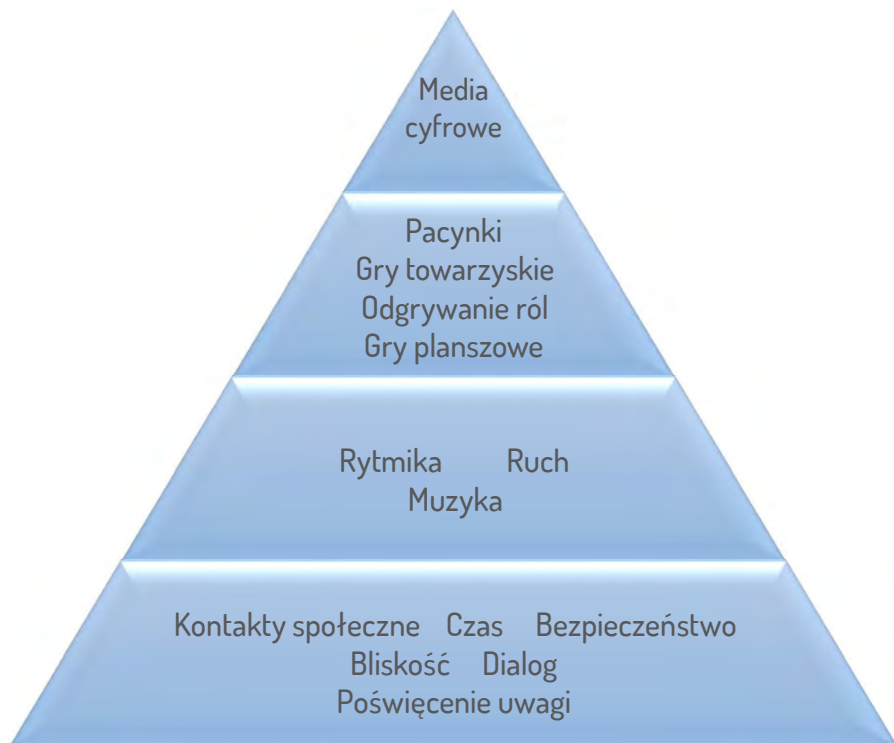 Media
cyfrowe
Pacynki
Gry towarzyskie
Odgrywanie ról
Gry planszowe
Rytmika Ruch
Muzyka
Kontakty społeczne Czas Bezpieczeństwo
Bliskość Dialog
Poświęcenie uwagi